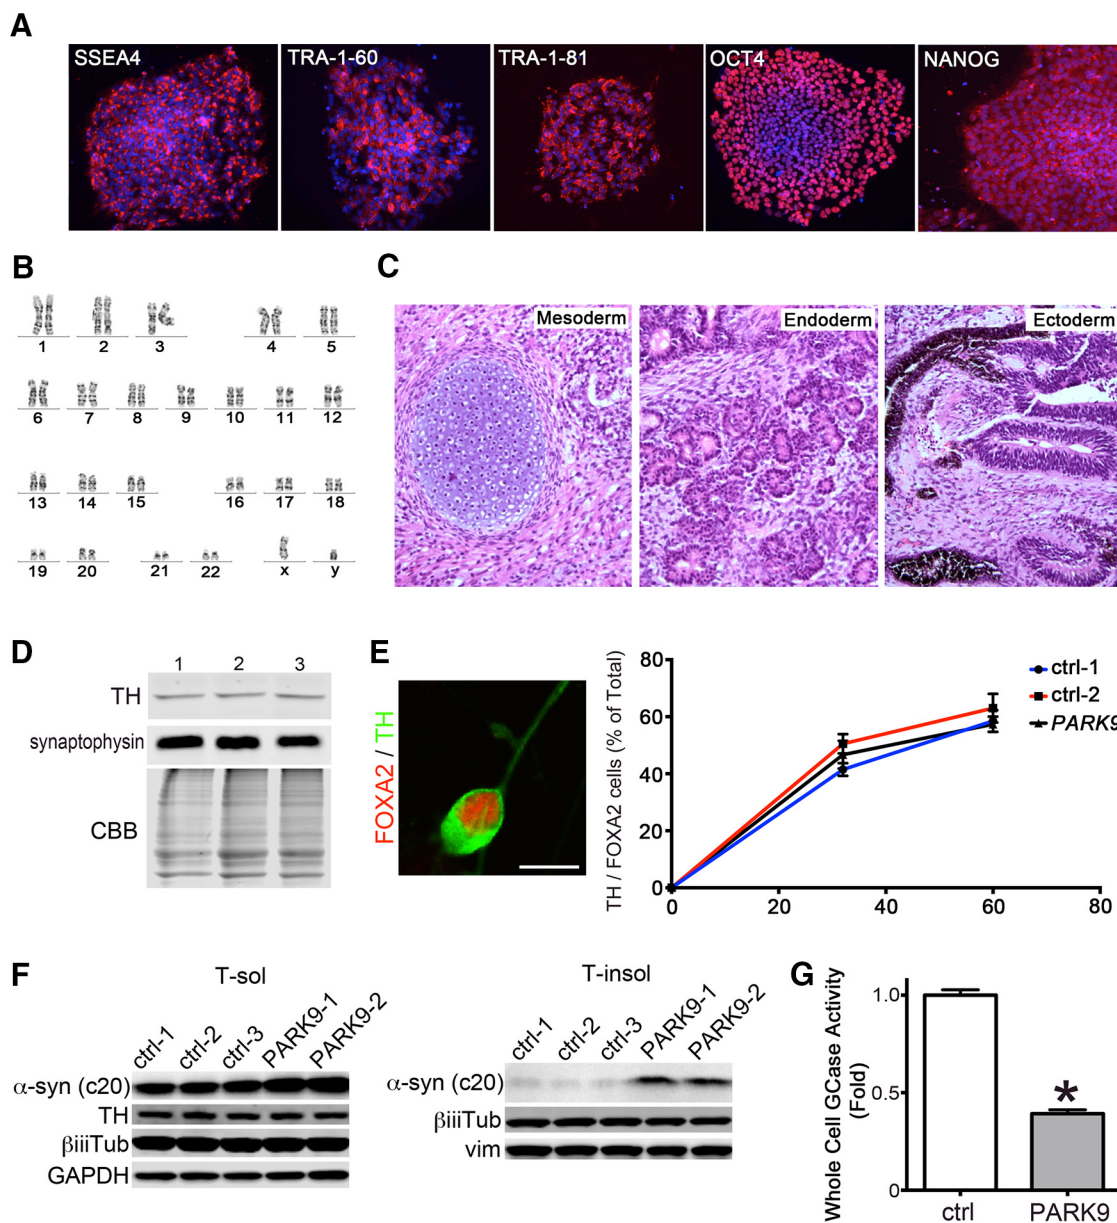 A
SSEA4
TRA-1-60
TRA-1-81
OCT4
NANOG
B
1 2 3 4 5
6 7 8 9 10 11 12
13 14 15 16 17 18
19 20 21 22 x y
C
Mesoderm
Endoderm
Ectoderm
D
1 2 3
TH
synaptophysin
CBB
E
FOXA2 / TH
TH / FOXA2 cells (% of Total)
80
60
40
20
0
0 20 40 60 80
ctrl-1
ctrl-2
PARK9
F
T-sol
ctrl-1
ctrl-2
ctrl-3
PARK9-1
PARK9-2
α-syn (c20)
TH
βiiiTub
GAPDH
T-insol
ctrl-1
ctrl-2
ctrl-3
PARK9-1
PARK9-2
α-syn (c20)
βiiiTub
vim
G
Whole Cell GCase Activity
(Fold)
1.0
0.5
0
*
ctrl
PARK9